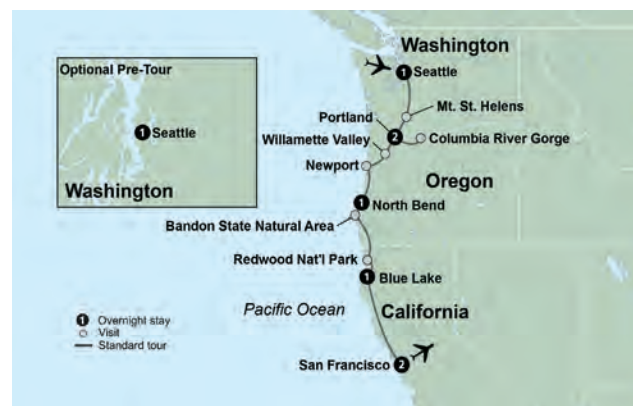 Optional Pre-Tour
1 Seattle
Washington
Washington
1 Seattle
Mt. St. Helens
Portland
2
Columbia River Gorge
Willamette Valley
Newport
Oregon
1 North Bend
Bandon State Natural Area
Redwood Nat'l Park
1 Blue Lake
Pacific Ocean
California
1 Overnight stay
Visit
Standard tour
San Francisco 2